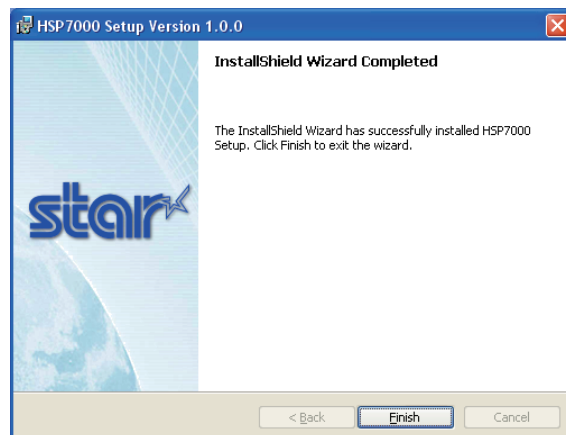 HSP7000 Setup Version 1.0.0
InstallShield Wizard Completed
The InstallShield Wizard has successfully installed HSP7000
Setup. Click Finish to exit the wizard.
star
< Back
Finish
Cancel